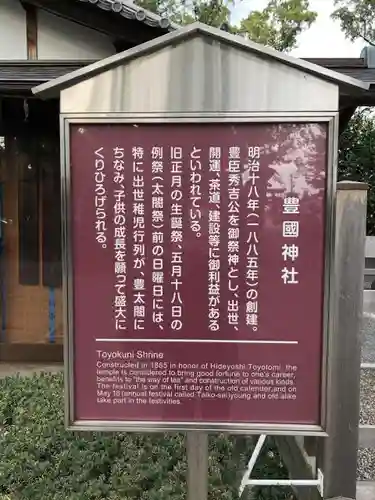 豊國神社
明治十八年(一八八五年)の創建。
豊臣秀吉公を御祭神とし、出世、
開運、茶道、建設等に御利益がある
といわれている。
旧正月の生誕祭、五月十八日の
例祭(太閤祭)前の日曜日には、
特に出世稚児行列が、豊太閤に
ちなみ、子供の成長を願って盛大に
くりひろげられる。
Toyokuni Shrine
Constructed in 1885 in honor of Hideyoshi Toyotomi. the
templete is considered to bring good fortune to one's career,
benefits to "the way of tea" and construction of various kinds.
The Feast is on the first day of the old calender, and on
May 18 (annual festival called Taiko-sai)young and old alike
take part in the festivities.